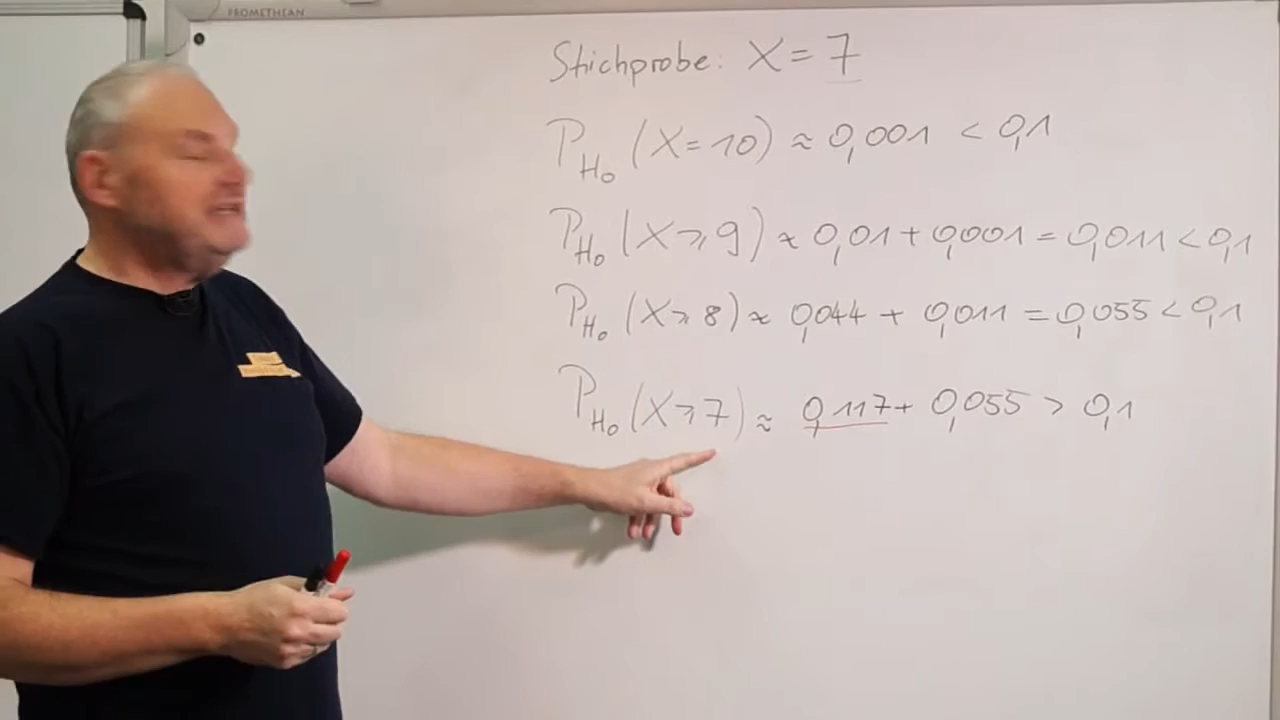 PROMETHEAN
Stichprobe: X = 7
P_H₀ (X = 10) ≈ 0,001 < 0,1
P_H₀ (X ≥ 9) ≈ 0,01 + 0,001 = 0,011 < 0,1
P_H₀ (X ≥ 8) ≈ 0,044 + 0,011 = 0,055 < 0,1
P_H₀ (X ≥ 7) ≈ 0,117 + 0,055 > 0,1